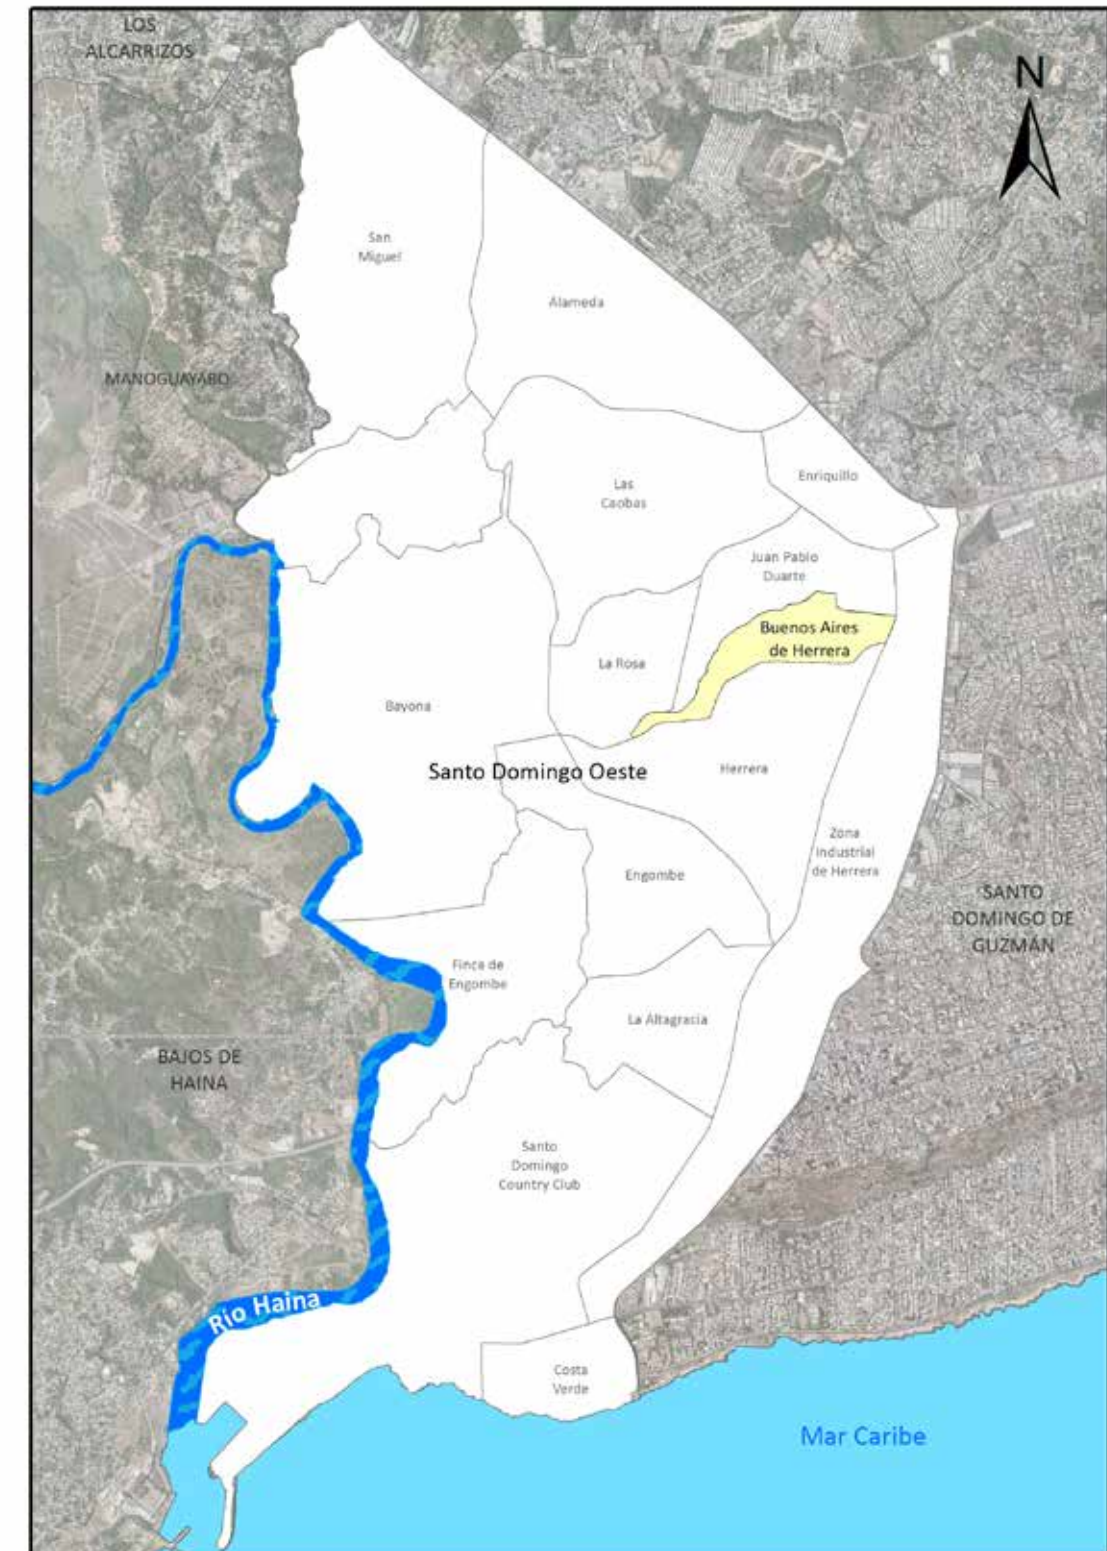 LOS
ALCARRIZOS
N
San
Miguel
Alameda
MANOGUAYABO
Las
Caobas
Enriquillo
Juan Pablo
Duarte
Buenos Aires
de Herrera
La Rosa
Bayona
Santo Domingo Oeste
Herrera
Zona
Industrial
de Herrera
Engombe
SANTO
DOMINGO DE
GUZMÁN
Finca de
Engombe
La Altagracia
BAJOS DE
HAINA
Santo
Domingo
Country Club
Río Haina
Costa
Verde
Mar Caribe